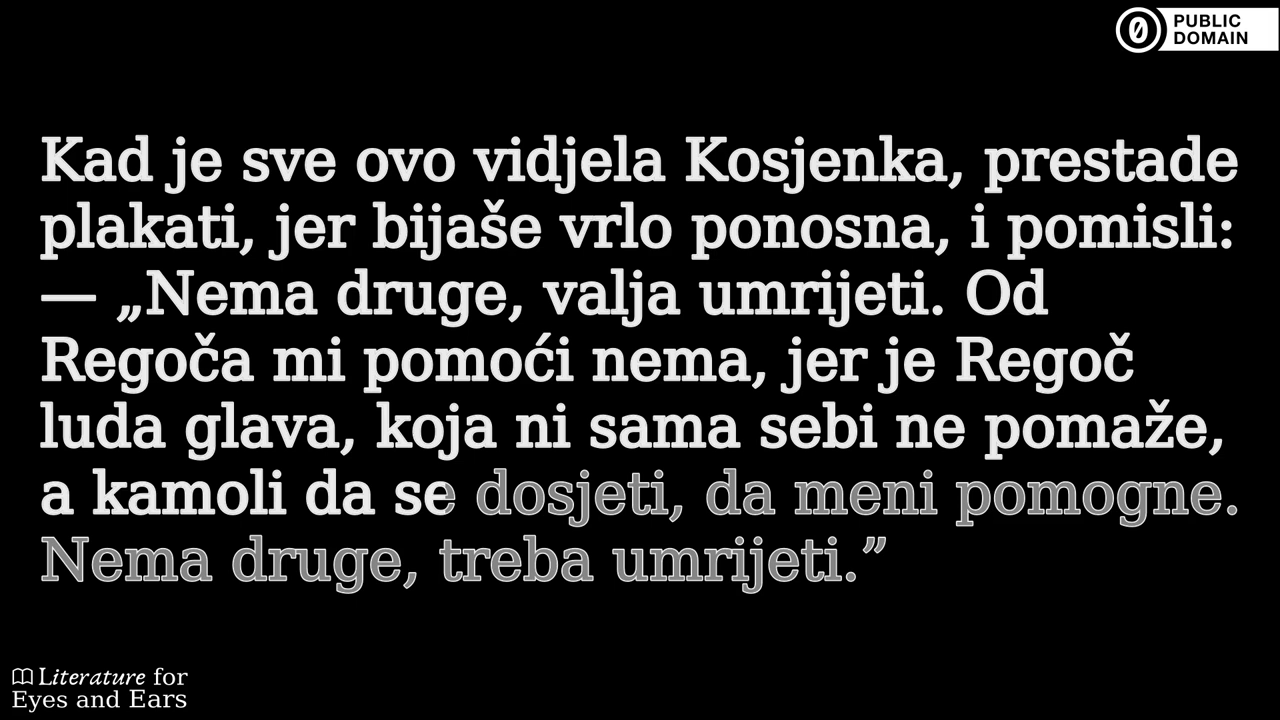 PUBLIC
DOMAIN
Kad je sve ovo vidjela Kosjenka, prestade
plakati, jer bijaše vrlo ponosna, i pomisli:
— „Nema druge, valja umrijeti. Od
Regoča mi pomoći nema, jer je Regoč
luda glava, koja ni sama sebi ne pomaže,
a kamoli da se dosjeti, da meni pomogne.
Nema druge, treba umrijeti.”
Literature for
Eyes and Ears